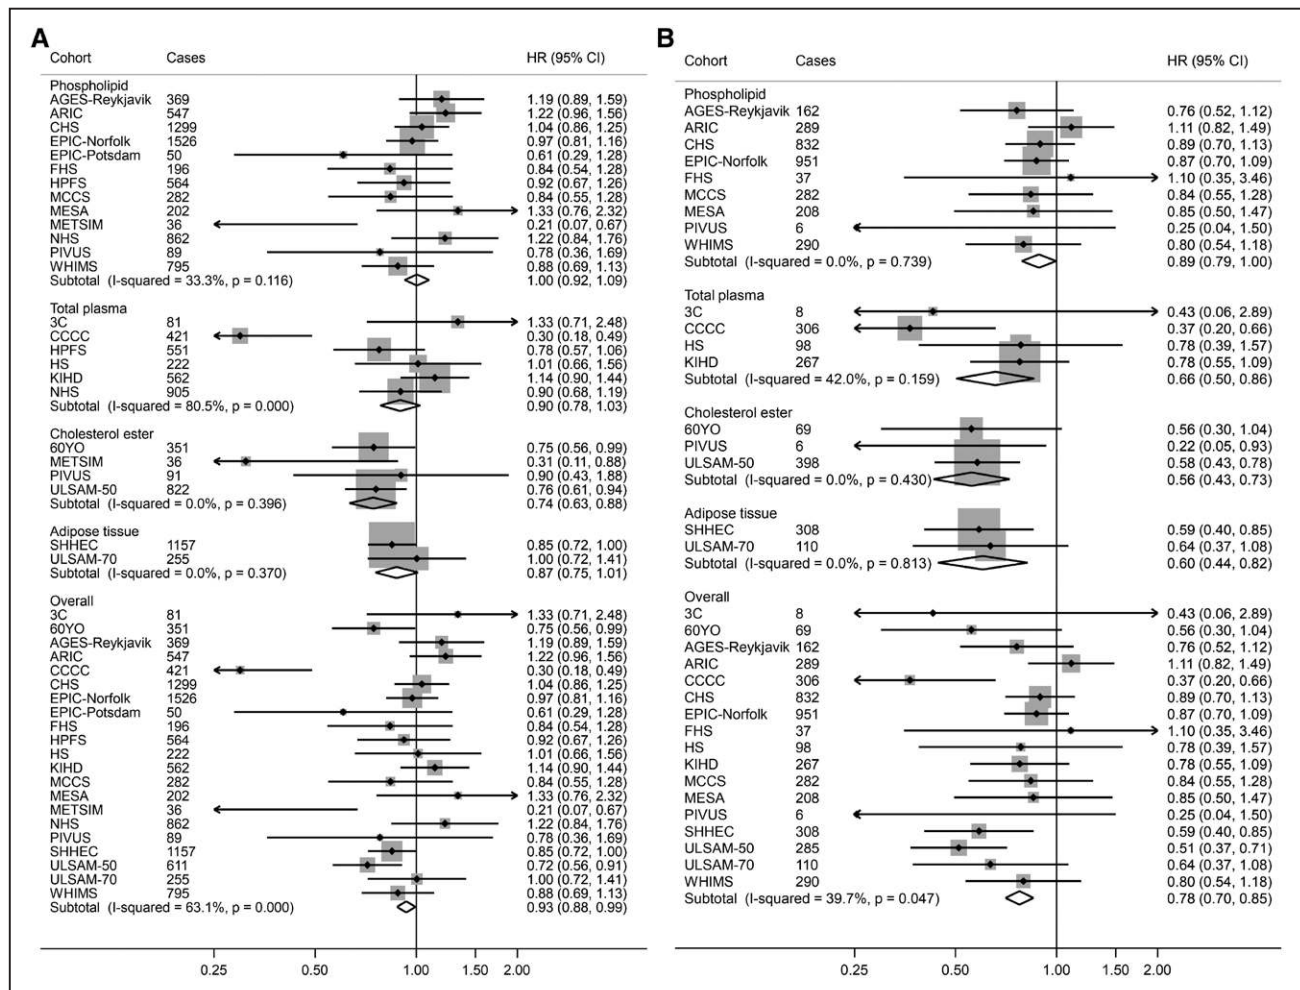 A
Cohort Cases HR (95% CI)
Phospholipid
AGES-Reykjavik 369 1.19 (0.89, 1.59)
ARIC 547 1.22 (0.96, 1.56)
CHS 1299 1.04 (0.86, 1.25)
EPIC-Norfolk 1526 0.97 (0.81, 1.16)
EPIC-Potsdam 50 0.61 (0.29, 1.28)
FHS 196 0.84 (0.54, 1.28)
HPFS 564 0.92 (0.67, 1.26)
MCCS 282 0.84 (0.55, 1.28)
MESA 202 1.33 (0.76, 2.32)
METSIM 36 0.21 (0.07, 0.67)
NHS 862 1.22 (0.84, 1.76)
PIVUS 89 0.78 (0.36, 1.69)
WHIMS 795 0.88 (0.69, 1.13)
Subtotal (I-squared = 33.3%, p = 0.116) 1.00 (0.92, 1.09)
Total plasma
3C 81 1.33 (0.71, 2.48)
CCCC 421 0.30 (0.18, 0.49)
HPFS 551 0.78 (0.57, 1.06)
HS 222 1.01 (0.66, 1.56)
KIHD 562 1.14 (0.90, 1.44)
NHS 905 0.90 (0.68, 1.19)
Subtotal (I-squared = 80.5%, p = 0.000) 0.90 (0.78, 1.03)
Cholesterol ester
60YO 351 0.75 (0.56, 0.99)
METSIM 36 0.31 (0.11, 0.88)
PIVUS 91 0.90 (0.43, 1.88)
ULSAM-50 822 0.76 (0.61, 0.94)
Subtotal (I-squared = 0.0%, p = 0.396) 0.74 (0.63, 0.88)
Adipose tissue
SHHEC 1157 0.85 (0.72, 1.00)
ULSAM-70 255 1.00 (0.72, 1.41)
Subtotal (I-squared = 0.0%, p = 0.370) 0.87 (0.75, 1.01)
Overall
3C 81 1.33 (0.71, 2.48)
60YO 351 0.75 (0.56, 0.99)
AGES-Reykjavik 369 1.19 (0.89, 1.59)
ARIC 547 1.22 (0.96, 1.56)
CCCC 421 0.30 (0.18, 0.49)
CHS 1299 1.04 (0.86, 1.25)
EPIC-Norfolk 1526 0.97 (0.81, 1.16)
EPIC-Potsdam 50 0.61 (0.29, 1.28)
FHS 196 0.84 (0.54, 1.28)
HPFS 564 0.92 (0.67, 1.26)
HS 222 1.01 (0.66, 1.56)
KIHD 562 1.14 (0.90, 1.44)
MCCS 282 0.84 (0.55, 1.28)
MESA 202 1.33 (0.76, 2.32)
METSIM 36 0.21 (0.07, 0.67)
NHS 862 1.22 (0.84, 1.76)
PIVUS 89 0.78 (0.36, 1.69)
SHHEC 1157 0.85 (0.72, 1.00)
ULSAM-50 611 0.72 (0.56, 0.91)
ULSAM-70 255 1.00 (0.72, 1.41)
WHIMS 795 0.88 (0.69, 1.13)
Subtotal (I-squared = 63.1%, p = 0.000) 0.93 (0.88, 0.99)
0.25 0.50 1.00 1.50 2.00
B
Cohort Cases HR (95% CI)
Phospholipid
AGES-Reykjavik 162 0.76 (0.52, 1.12)
ARIC 289 1.11 (0.82, 1.49)
CHS 832 0.89 (0.70, 1.13)
EPIC-Norfolk 951 0.87 (0.70, 1.09)
FHS 37 1.10 (0.35, 3.46)
MCCS 282 0.84 (0.55, 1.28)
MESA 208 0.85 (0.50, 1.47)
PIVUS 6 0.25 (0.04, 1.50)
WHIMS 290 0.80 (0.54, 1.18)
Subtotal (I-squared = 0.0%, p = 0.739) 0.89 (0.79, 1.00)
Total plasma
3C 8 0.43 (0.06, 2.89)
CCCC 306 0.37 (0.20, 0.66)
HS 98 0.78 (0.39, 1.57)
KIHD 267 0.78 (0.55, 1.09)
Subtotal (I-squared = 42.0%, p = 0.159) 0.66 (0.50, 0.86)
Cholesterol ester
60YO 69 0.56 (0.30, 1.04)
PIVUS 6 0.22 (0.05, 0.93)
ULSAM-50 398 0.58 (0.43, 0.78)
Subtotal (I-squared = 0.0%, p = 0.430) 0.56 (0.43, 0.73)
Adipose tissue
SHHEC 308 0.59 (0.40, 0.85)
ULSAM-70 110 0.64 (0.37, 1.08)
Subtotal (I-squared = 0.0%, p = 0.813) 0.60 (0.44, 0.82)
Overall
3C 8 0.43 (0.06, 2.89)
60YO 69 0.56 (0.30, 1.04)
AGES-Reykjavik 162 0.76 (0.52, 1.12)
ARIC 289 1.11 (0.82, 1.49)
CCCC 306 0.37 (0.20, 0.66)
CHS 832 0.89 (0.70, 1.13)
EPIC-Norfolk 951 0.87 (0.70, 1.09)
FHS 37 1.10 (0.35, 3.46)
HS 98 0.78 (0.39, 1.57)
KIHD 267 0.78 (0.55, 1.09)
MCCS 282 0.84 (0.55, 1.28)
MESA 208 0.85 (0.50, 1.47)
PIVUS 6 0.25 (0.04, 1.50)
SHHEC 308 0.59 (0.40, 0.85)
ULSAM-50 285 0.51 (0.37, 0.71)
ULSAM-70 110 0.64 (0.37, 1.08)
WHIMS 290 0.80 (0.54, 1.18)
Subtotal (I-squared = 39.7%, p = 0.047) 0.78 (0.70, 0.85)
0.25 0.50 1.00 1.50 2.00